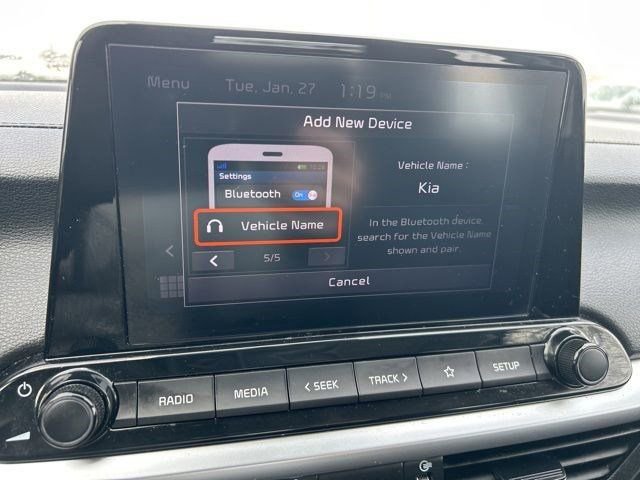 Menu Tue, Jan, 27 1:19 PM
Add New Device
Settings
Bluetooth On
Vehicle Name
5/5
Vehicle Name :
Kia
In the Bluetooth device,
search for the Vehicle Name
shown and pair.
Cancel
RADIO MEDIA < SEEK TRACK > SETUP